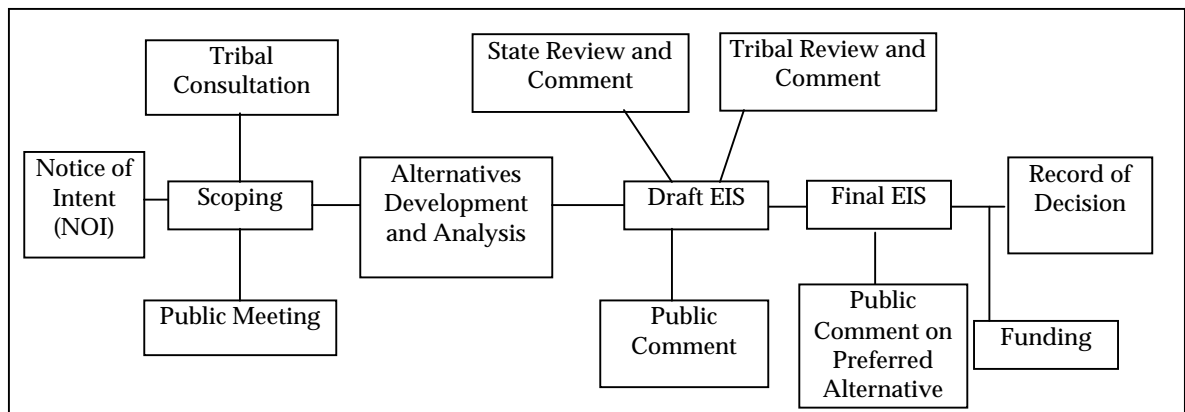 Tribal
Consultation
State Review and
Comment
Tribal Review and
Comment
Notice of
Intent
(NOI)
Scoping
Alternatives
Development
and Analysis
Draft EIS
Final EIS
Record of
Decision
Public Meeting
Public
Comment
Public
Comment on
Preferred
Alternative
Funding